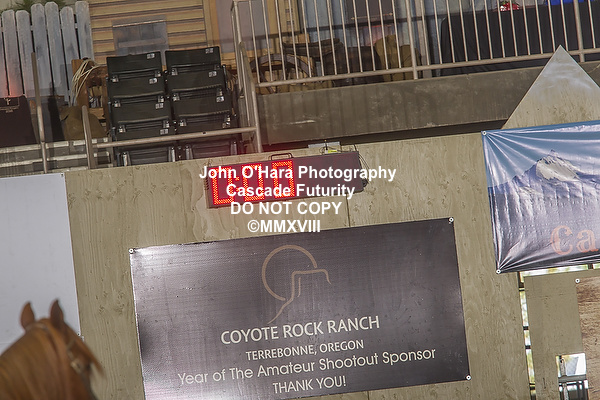 John O'Hara Photography
Cascade Futurity
DO NOT COPY
©MMXVIII
Ca
COYOTE ROCK RANCH
TERREBONNE, OREGON
Year of The Amateur Shootout Sponsor
THANK YOU!